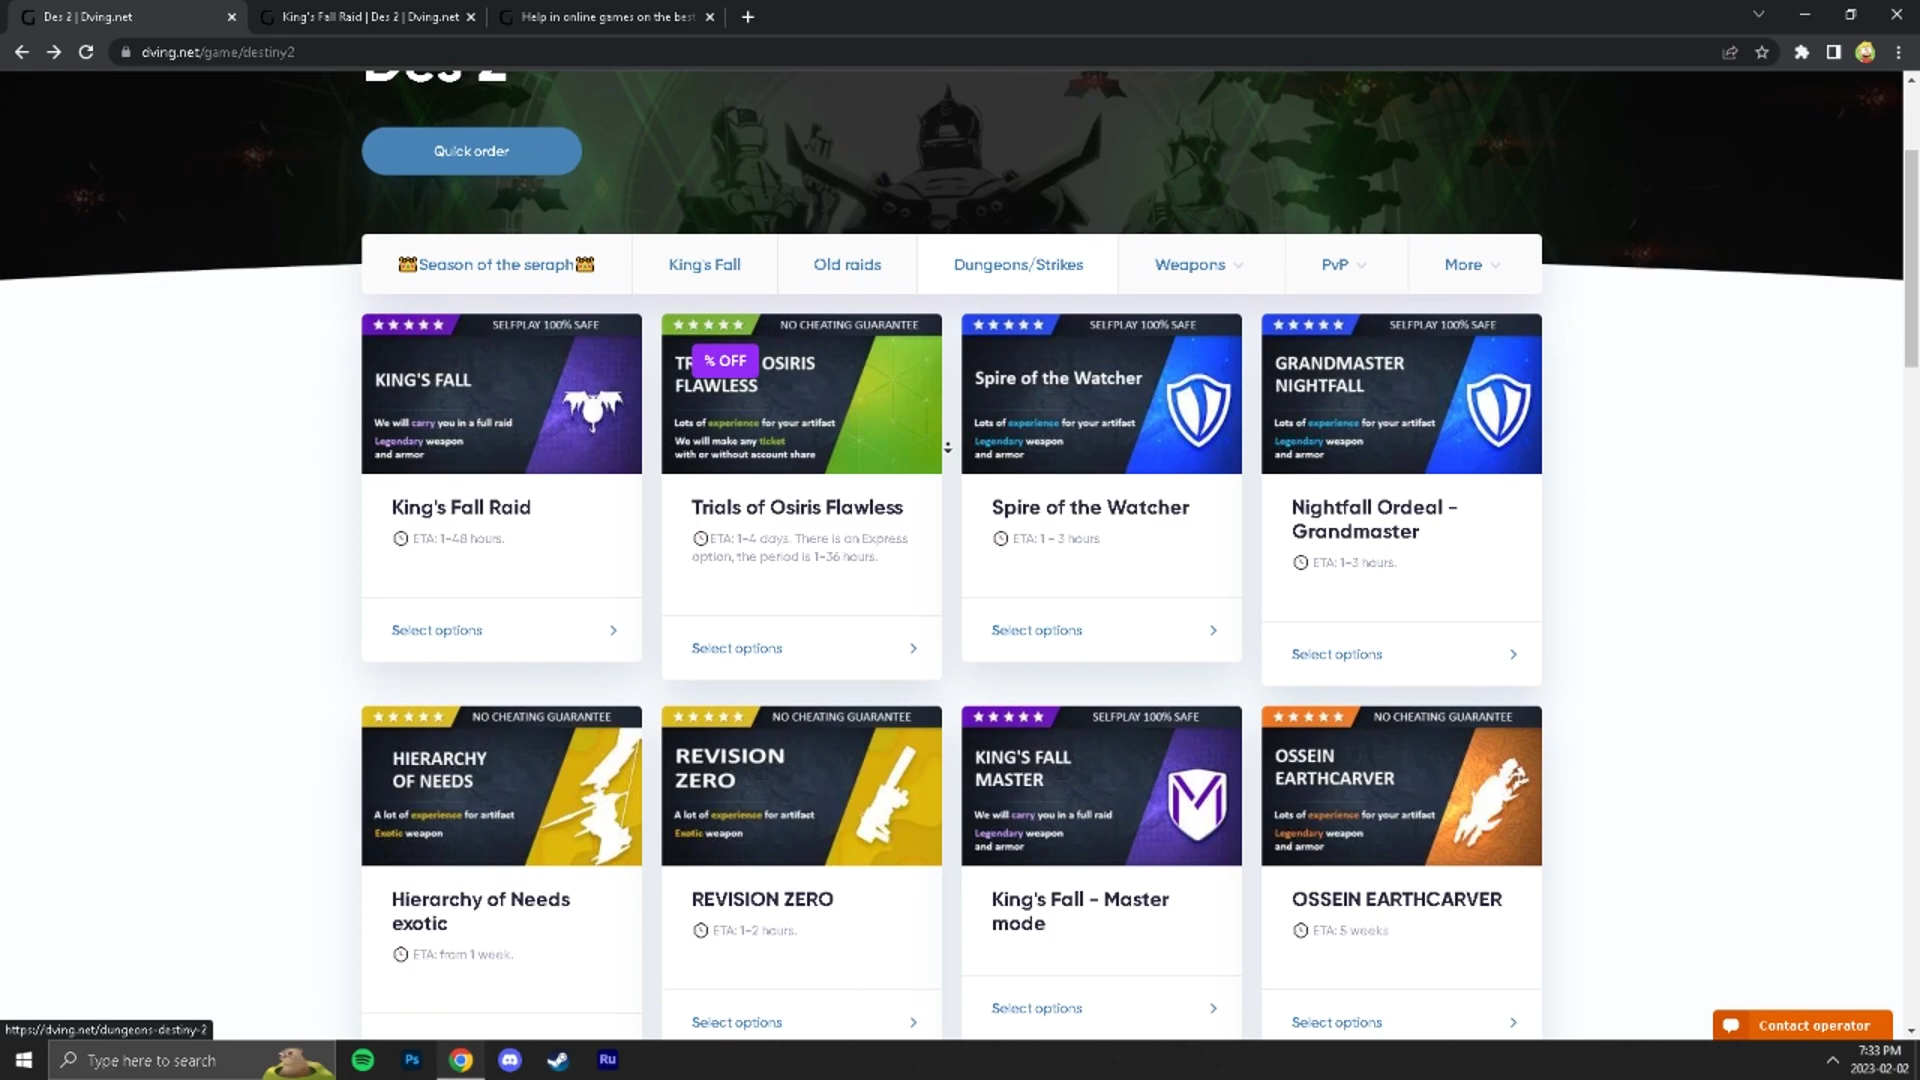 Des 2 | Dving.net
King's Fall Raid | Des 2 | Dving.net
Help in online games on the best
dving.net/game/destiny2
Des 2
Quick order
Season of the seraph
King's Fall
Old raids
Dungeons/Strikes
Weapons
PvP
More
SELFPLAY 100% SAFE
KING'S FALL
We will carry you in a full raid
Legendary weapon
and armor
King's Fall Raid
ETA: 1-48 hours.
Select options
NO CHEATING GUARANTEE
% OFF
OSIRIS
FLAWLESS
Lots of experience for your artifact
We will make any ticket
with or without account share
Trials of Osiris Flawless
ETA: 1-4 days. There is an Express
option, the period is 1-36 hours.
Select options
SELFPLAY 100% SAFE
Spire of the Watcher
Lots of experience for your artifact
Legendary weapon
and armor
Spire of the Watcher
ETA: 1 - 3 hours
Select options
SELFPLAY 100% SAFE
GRANDMASTER
NIGHTFALL
Lots of experience for your artifact
Legendary weapon
and armor
Nightfall Ordeal -
Grandmaster
ETA: 1-3 hours.
Select options
NO CHEATING GUARANTEE
HIERARCHY
OF NEEDS
A lot of experience for artifact
Exotic weapon
Hierarchy of Needs
exotic
ETA: from 1 week.
NO CHEATING GUARANTEE
REVISION
ZERO
A lot of experience for artifact
Exotic weapon
REVISION ZERO
ETA: 1-2 hours.
Select options
SELFPLAY 100% SAFE
KING'S FALL
MASTER
We will carry you in a full raid
Legendary weapon
and armor
King's Fall - Master
mode
Select options
NO CHEATING GUARANTEE
OSSEIN
EARTHCARVER
Lots of experience for your artifact
Legendary weapon
and armor
OSSEIN EARTHCARVER
ETA: 5 weeks
Select options
Contact operator
https://dving.net/dungeons-destiny-2
Type here to search
Ps
Ru
7:33 PM
2023-02-02